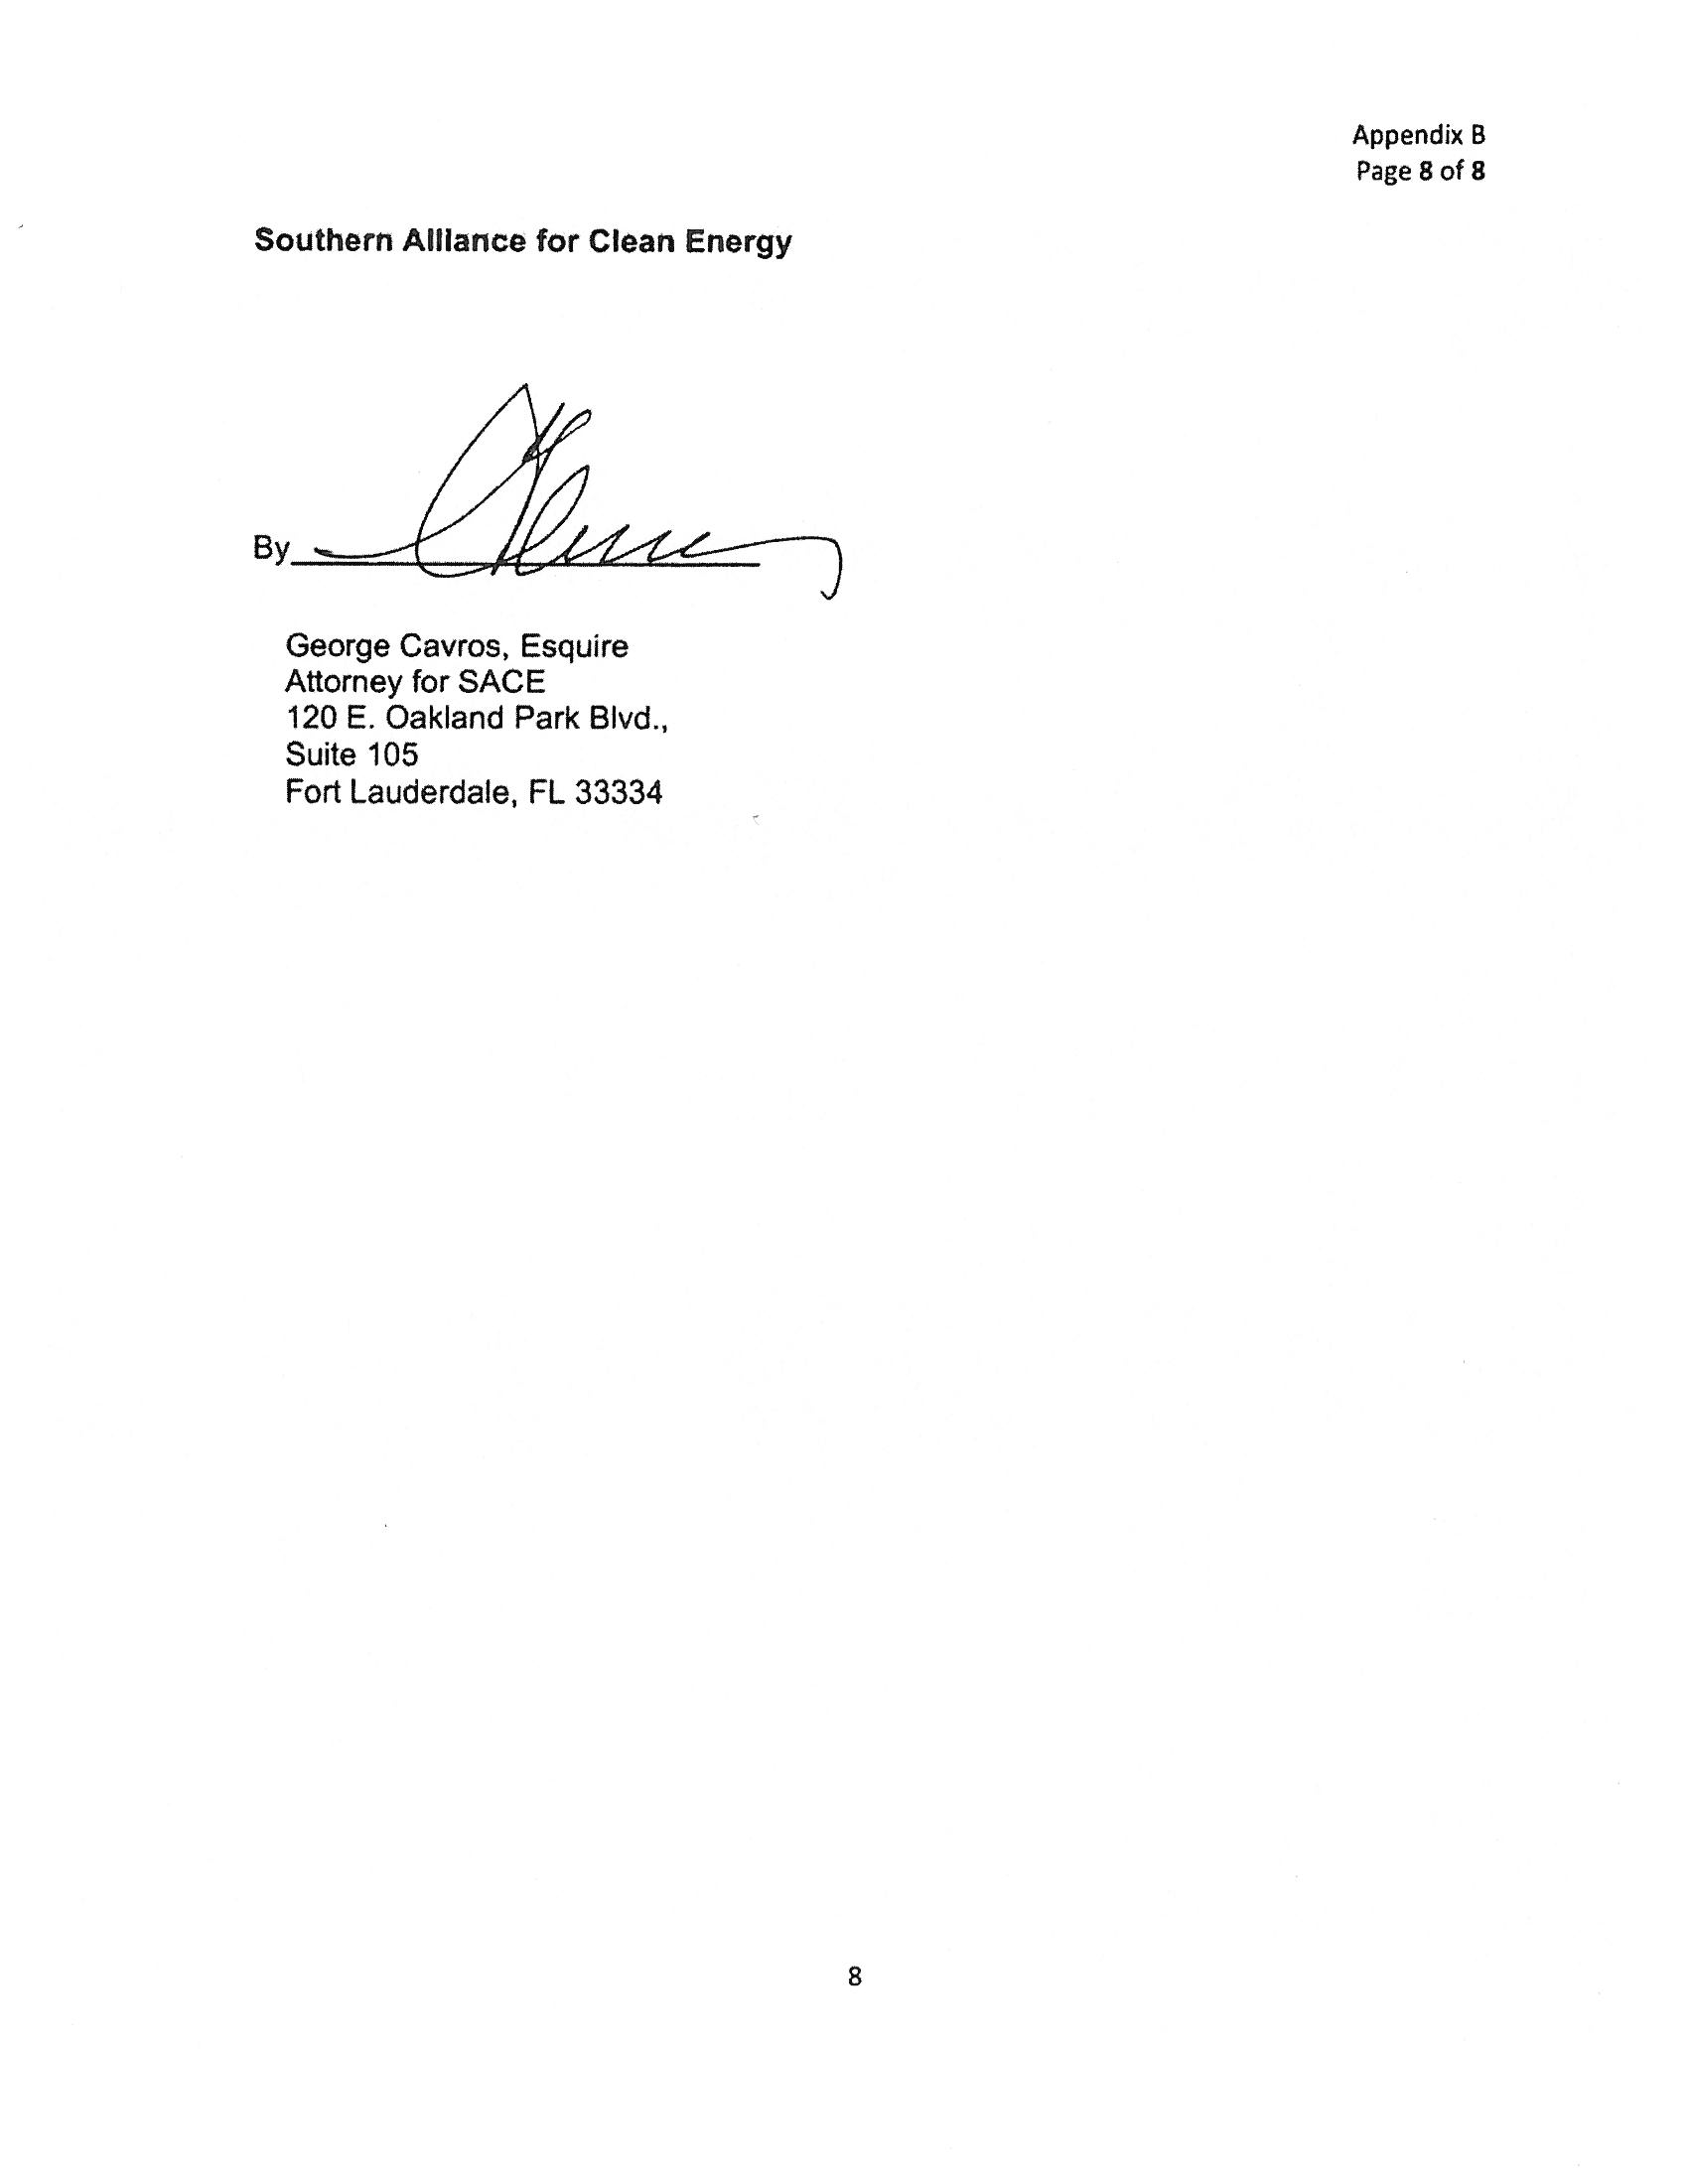 Appendix B
Page 8 of 8
Southern Alliance for Clean Energy
By
George Cavros, Esquire
Attorney for SACE
120 E. Oakland Park Blvd.,
Suite 105
Fort Lauderdale, FL 33334
8